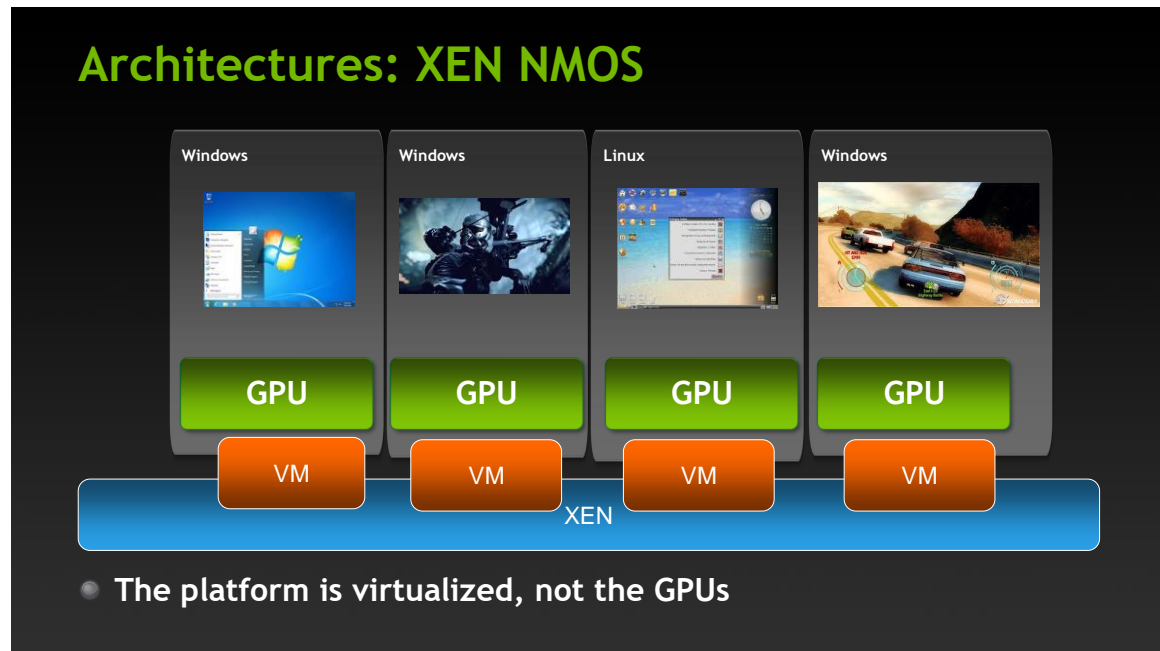 Architectures: XEN NMOS
Windows
Windows
Linux
Windows
GPU
GPU
GPU
GPU
VM
VM
VM
VM
XEN
The platform is virtualized, not the GPUs